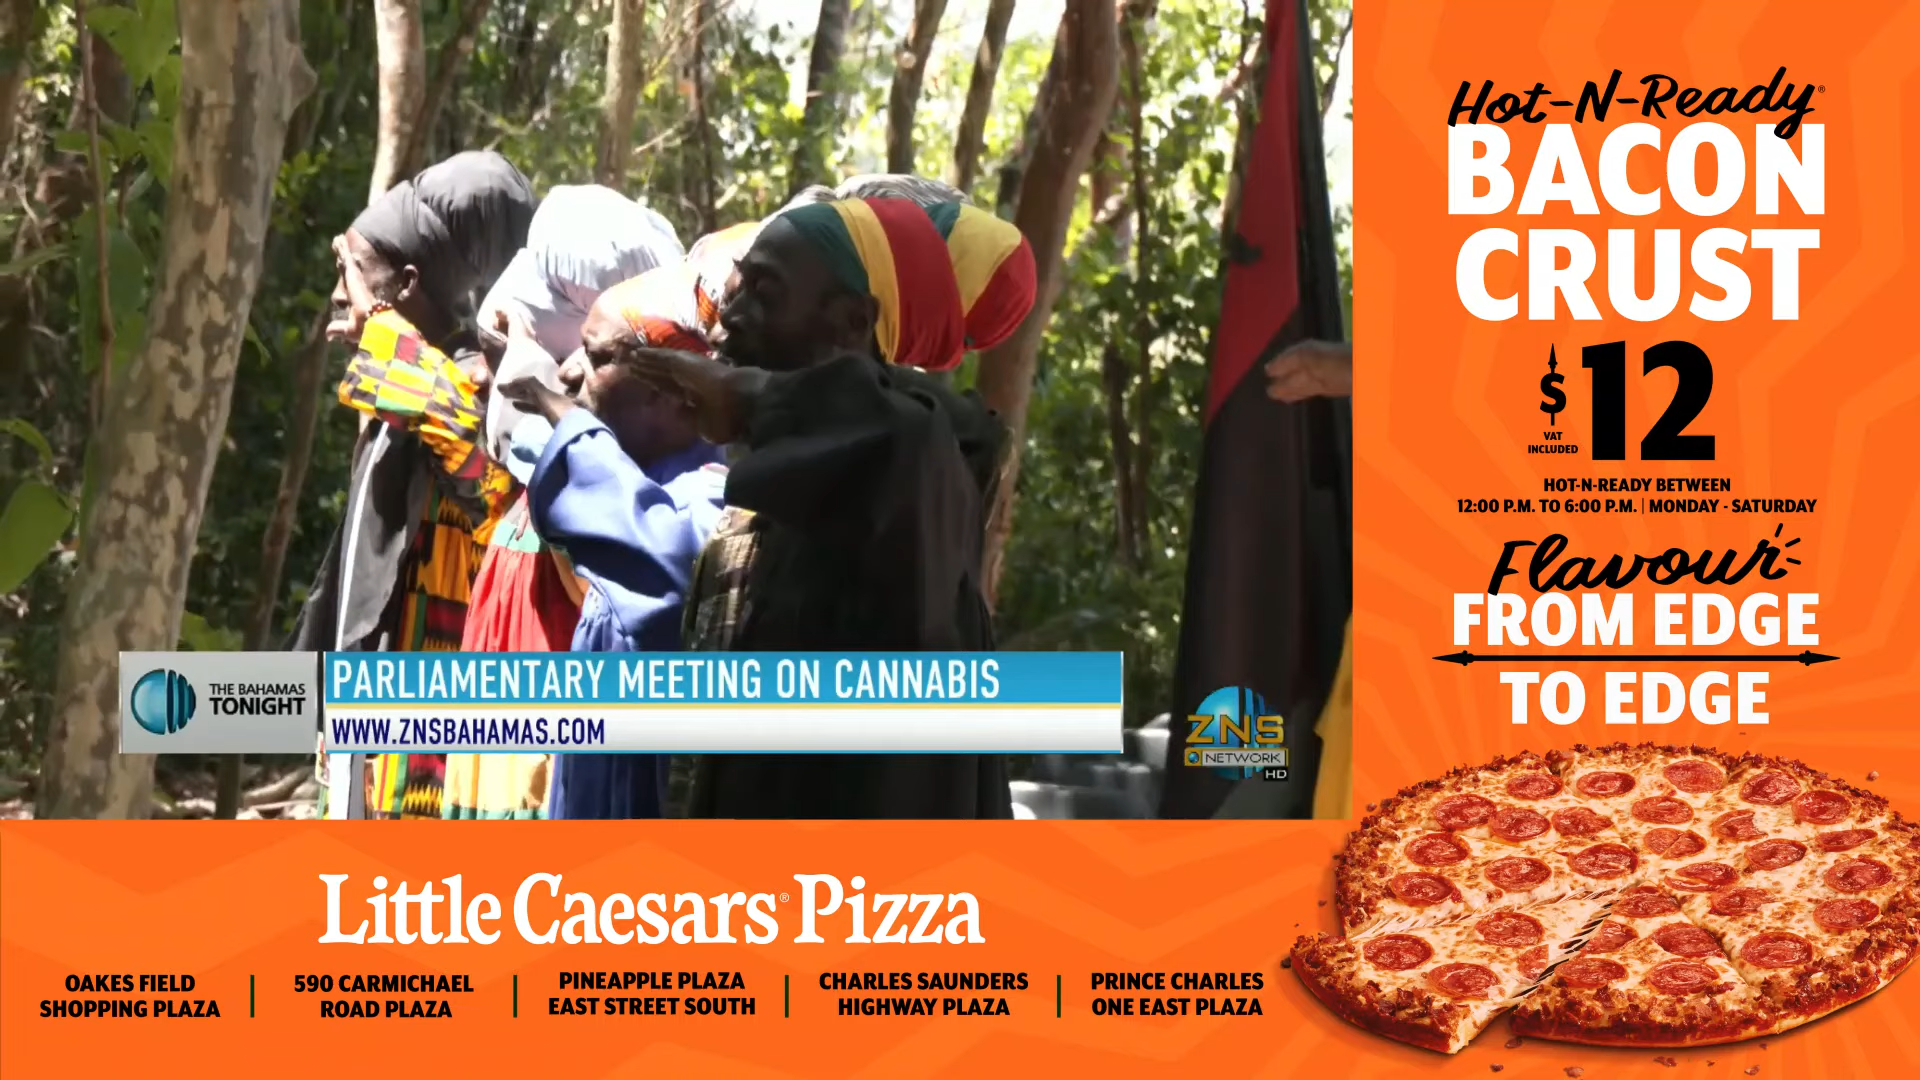 Hot-N-Ready®
BACON
CRUST
$12
VAT
INCLUDED
HOT-N-READY BETWEEN
12:00 P.M. TO 6:00 P.M. | MONDAY - SATURDAY
Flavour
FROM EDGE
TO EDGE
THE BAHAMAS
TONIGHT
PARLIAMENTARY MEETING ON CANNABIS
WWW.ZNSBAHAMAS.COM
ZNS
NETWORK
HD
Little Caesars® Pizza
OAKES FIELD
SHOPPING PLAZA
590 CARMICHAEL
ROAD PLAZA
PINEAPPLE PLAZA
EAST STREET SOUTH
CHARLES SAUNDERS
HIGHWAY PLAZA
PRINCE CHARLES
ONE EAST PLAZA